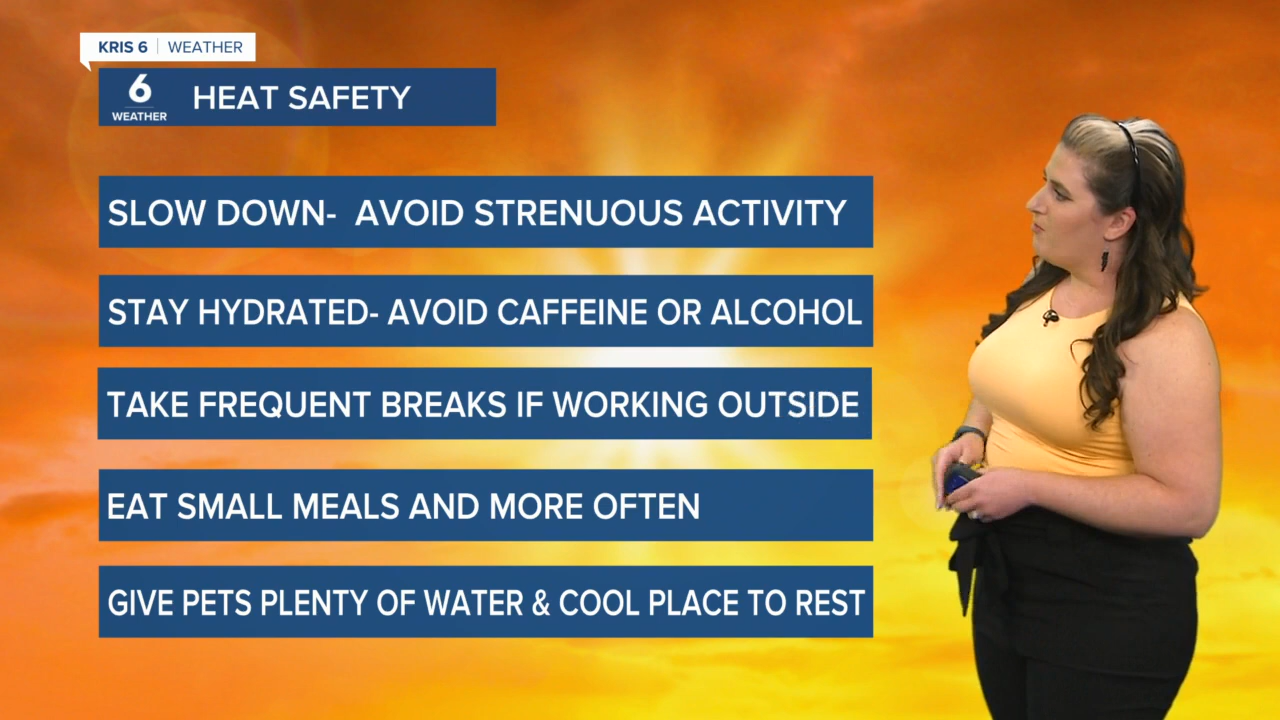 KRIS 6 | WEATHER
6
WEATHER
HEAT SAFETY
SLOW DOWN- AVOID STRENUOUS ACTIVITY
STAY HYDRATED- AVOID CAFFEINE OR ALCOHOL
TAKE FREQUENT BREAKS IF WORKING OUTSIDE
EAT SMALL MEALS AND MORE OFTEN
GIVE PETS PLENTY OF WATER & COOL PLACE TO REST